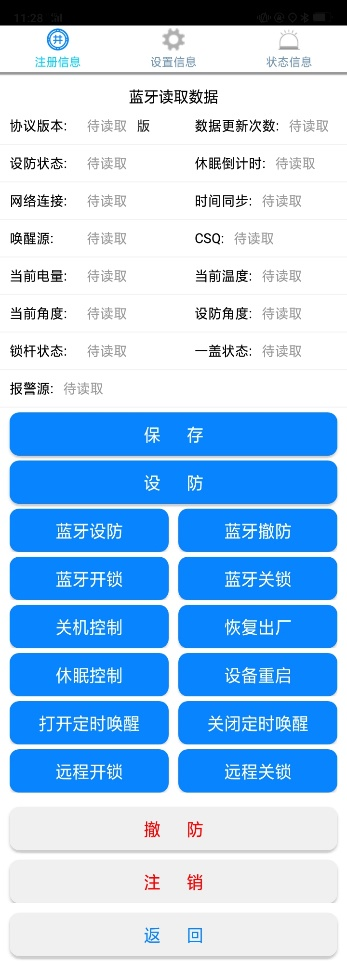 11:28
注册信息 设置信息 状态信息
蓝牙读取数据
协议版本: 待读取 版 数据更新次数: 待读取
设防状态: 待读取 休眠倒计时: 待读取
网络连接: 待读取 时间同步: 待读取
唤醒源: 待读取 CSQ: 待读取
当前电量: 待读取 当前温度: 待读取
当前角度: 待读取 设防角度: 待读取
锁杆状态: 待读取 一盖状态: 待读取
报警源: 待读取
保 存
设 防
蓝牙设防 蓝牙撤防
蓝牙开锁 蓝牙关锁
关机控制 恢复出厂
休眠控制 设备重启
打开定时唤醒 关闭定时唤醒
远程开锁 远程关锁
撤 防
注 销
返 回